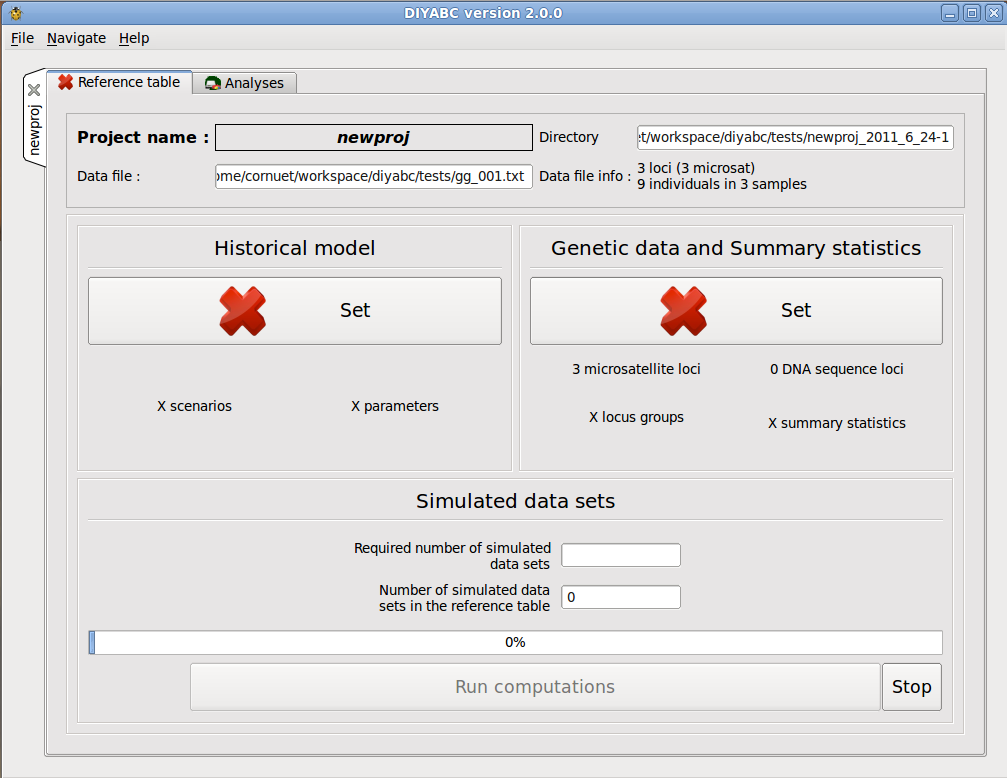 DIYABC version 2.0.0
File Navigate Help
Reference table
Analyses
newproj
Project name :
newproj
Directory
t/workspace/diyabc/tests/newproj_2011_6_24-1
Data file :
ome/cornuet/workspace/diyabc/tests/gg_001.txt
Data file info :
3 loci (3 microsat)
9 individuals in 3 samples
Historical model
Set
X scenarios
X parameters
Genetic data and Summary statistics
Set
3 microsatellite loci
0 DNA sequence loci
X locus groups
X summary statistics
Simulated data sets
Required number of simulated
data sets
Number of simulated data
sets in the reference table
0
0%
Run computations
Stop